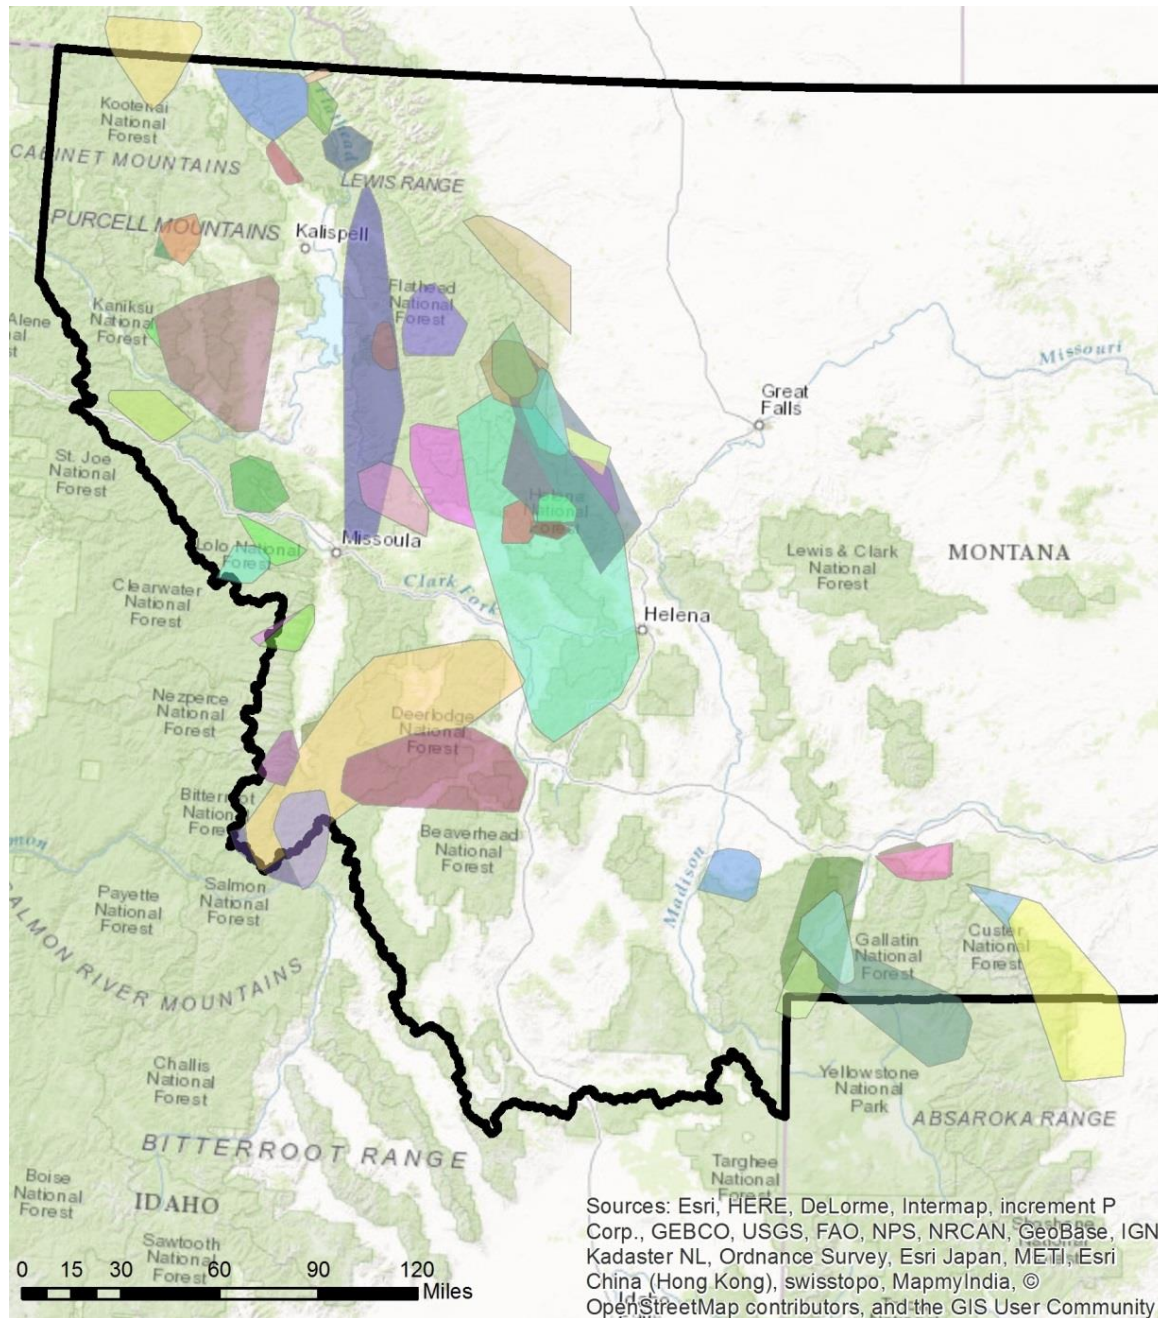 Kootenai
National
Forest
CABINET MOUNTAINS
LEWIS RANGE
PURCELL MOUNTAINS
Kalispell
Flathead
National
Forest
Kaniksu
National
Forest
Alene
Missouri
Great
Falls
St. Joe
National
Forest
Helena
National
Forest
Lolo National
Forest
Missoula
Lewis & Clark
National
Forest
MONTANA
Clark Fork
Clearwater
National
Forest
Helena
Nezperce
National
Forest
Deerlodge
National
Forest
Bitterroot
National
Forest
Beaverhead
National
Forest
Madison
Payette
National
Forest
Salmon
National
Forest
Gallatin
National
Forest
Custer
National
Forest
ALMON RIVER MOUNTAINS
Challis
National
Forest
Yellowstone
National
Park
ABSAROKA RANGE
BITTERROOT RANGE
Targhee
National
Forest
Boise
National
Forest
IDAHO
Sawtooth
National
Forest
Sources: Esri, HERE, DeLorme, Intermap, increment P
Corp., GEBCO, USGS, FAO, NPS, NRCAN, GeoBase, IGN
Kadaster NL, Ordnance Survey, Esri Japan, METI, Esri
China (Hong Kong), swisstopo, MapmyIndia, ©
OpenStreetMap contributors, and the GIS User Community
0 15 30 60 90 120
Miles